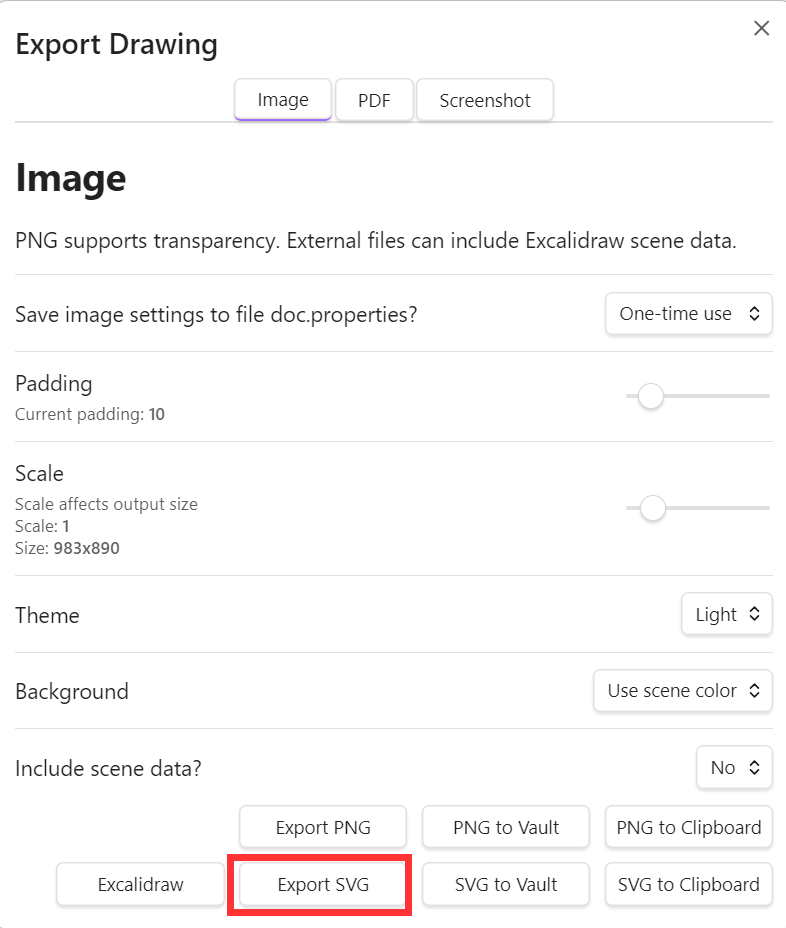 Export Drawing
Image PDF Screenshot
Image
PNG supports transparency. External files can include Excalidraw scene data.
Save image settings to file doc.properties? One-time use
Padding
Current padding: 10
Scale
Scale affects output size
Scale: 1
Size: 983x890
Theme Light
Background Use scene color
Include scene data? No
Export PNG PNG to Vault PNG to Clipboard
Excalidraw Export SVG SVG to Vault SVG to Clipboard